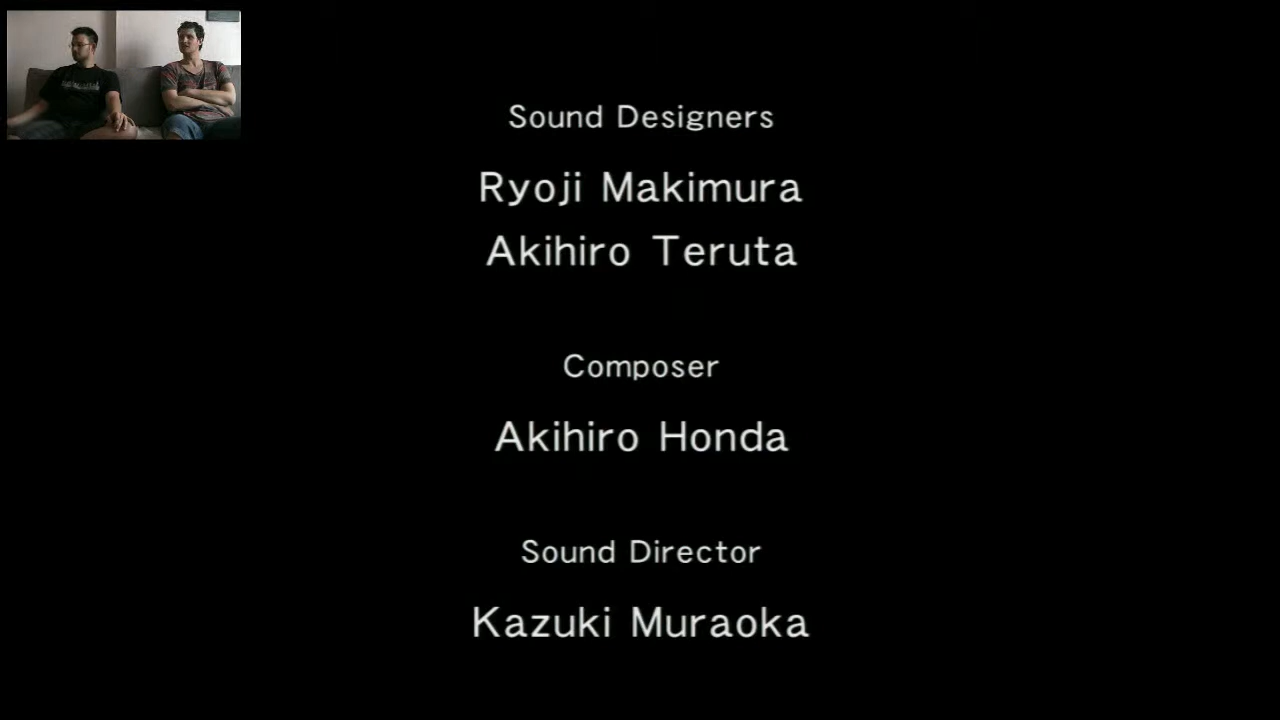 Sound Designers
Ryoji Makimura
Akihiro Teruta
Composer
Akihiro Honda
Sound Director
Kazuki Muraoka